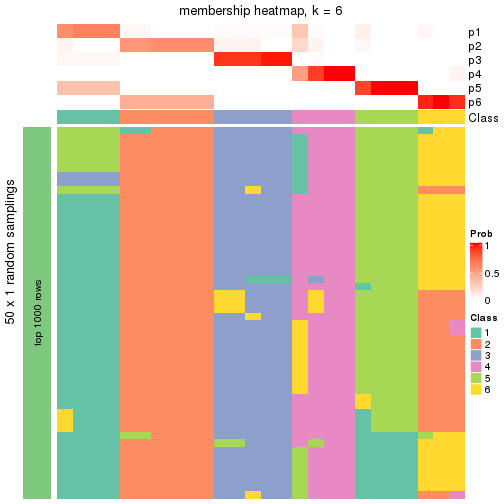 membership heatmap, k = 6
p1
p2
p3
p4
p5
p6
Class
50 x 1 random samplings
top 1000 rows
Prob
1
0.5
0
Class
1
2
3
4
5
6